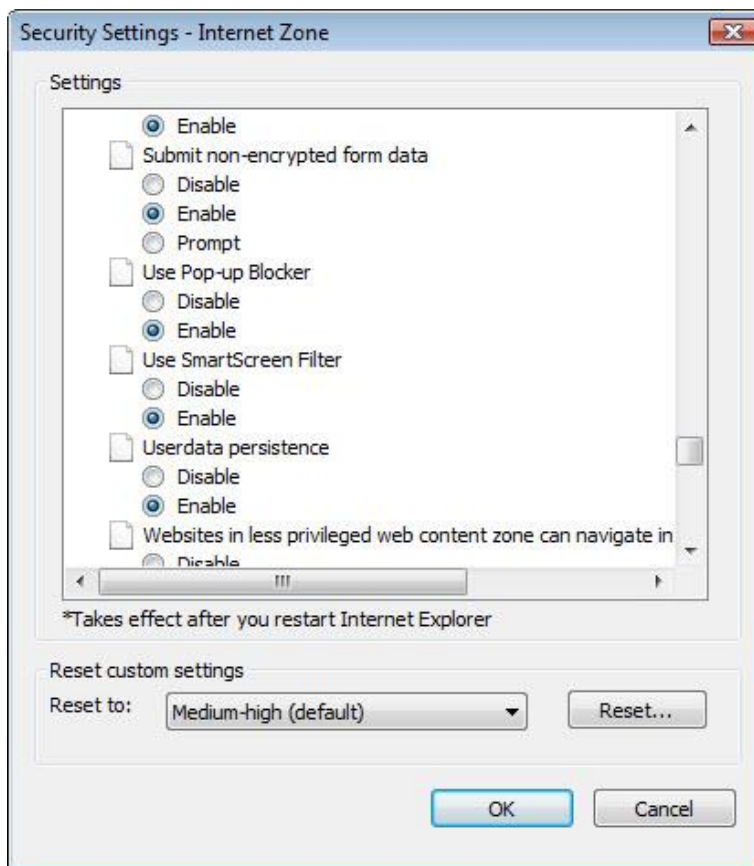 Security Settings - Internet Zone
Settings
Enable
Submit non-encrypted form data
Disable
Enable
Prompt
Use Pop-up Blocker
Disable
Enable
Use SmartScreen Filter
Disable
Enable
Userdata persistence
Disable
Enable
Websites in less privileged web content zone can navigate in
Disable
*Takes effect after you restart Internet Explorer
Reset custom settings
Reset to: Medium-high (default) Reset...
OK Cancel